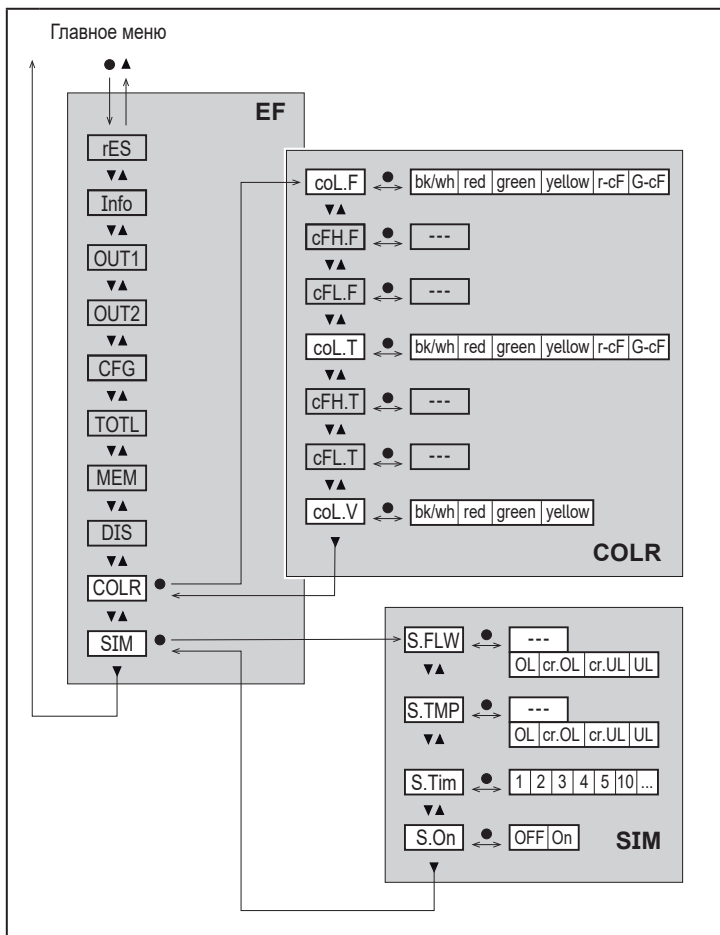 Главное меню
EF
rES
Info
OUT1
OUT2
CFG
TOTL
MEM
DIS
COLR
SIM
coL.F bk/wh red green yellow r-cF G-cF
cFH.F ---
cFL.F ---
coL.T bk/wh red green yellow r-cF G-cF
cFH.T ---
cFL.T ---
coL.V bk/wh red green yellow
COLR
S.FLW ---
OL cr.OL cr.UL UL
S.TMP ---
OL cr.OL cr.UL UL
S.Tim 1 2 3 4 5 10 ...
S.On OFF On
SIM